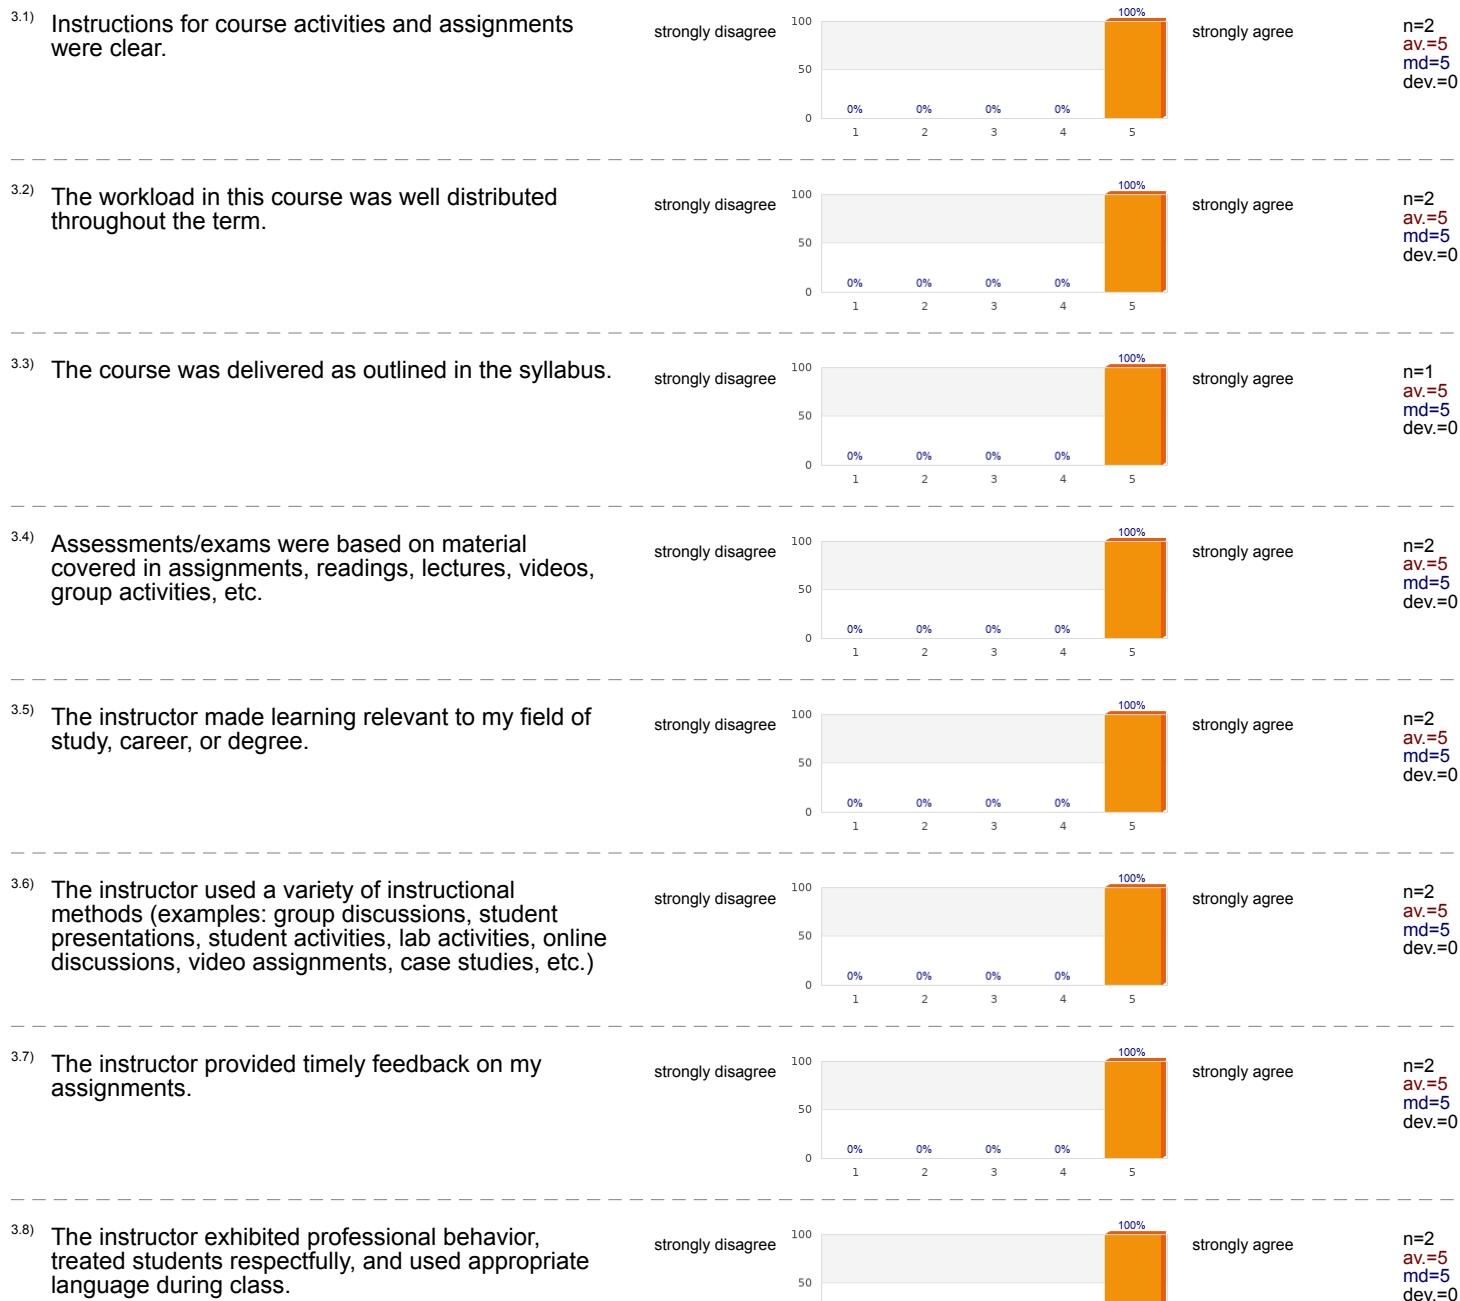 3.1) Instructions for course activities and assignments
were clear.
strongly disagree
strongly agree
100
50
0
100%
0% 0% 0% 0%
1 2 3 4 5
n=2
av.=5
md=5
dev.=0
3.2) The workload in this course was well distributed
throughout the term.
strongly disagree
strongly agree
100
50
0
100%
0% 0% 0% 0%
1 2 3 4 5
n=2
av.=5
md=5
dev.=0
3.3) The course was delivered as outlined in the syllabus.
strongly disagree
strongly agree
100
50
0
100%
0% 0% 0% 0%
1 2 3 4 5
n=1
av.=5
md=5
dev.=0
3.4) Assessments/exams were based on material
covered in assignments, readings, lectures, videos,
group activities, etc.
strongly disagree
strongly agree
100
50
0
100%
0% 0% 0% 0%
1 2 3 4 5
n=2
av.=5
md=5
dev.=0
3.5) The instructor made learning relevant to my field of
study, career, or degree.
strongly disagree
strongly agree
100
50
0
100%
0% 0% 0% 0%
1 2 3 4 5
n=2
av.=5
md=5
dev.=0
3.6) The instructor used a variety of instructional
methods (examples: group discussions, student
presentations, student activities, lab activities, online
discussions, video assignments, case studies, etc.)
strongly disagree
strongly agree
100
50
0
100%
0% 0% 0% 0%
1 2 3 4 5
n=2
av.=5
md=5
dev.=0
3.7) The instructor provided timely feedback on my
assignments.
strongly disagree
strongly agree
100
50
0
100%
0% 0% 0% 0%
1 2 3 4 5
n=2
av.=5
md=5
dev.=0
3.8) The instructor exhibited professional behavior,
treated students respectfully, and used appropriate
language during class.
strongly disagree
strongly agree
100
50
100%
n=2
av.=5
md=5
dev.=0